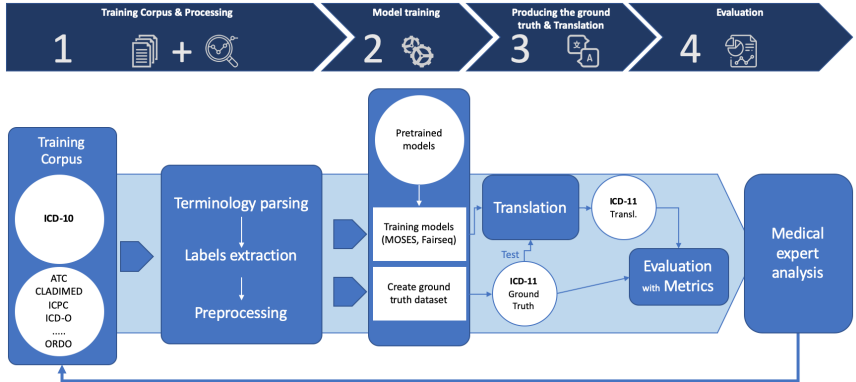 Training Corpus & Processing
1
+
Model training
2
Producing the ground
truth & Translation
3
文
A
Evaluation
4
Training
Corpus
ICD-10
ATC
CLADIMED
ICPC
ICD-O
.....
ORDO
Terminology parsing
Labels extraction
Preprocessing
Pretrained
models
Training models
(MOSES, Fairseq)
Create ground
truth dataset
Translation
Test
ICD-11
Ground
Truth
ICD-11
Transl.
Evaluation
with Metrics
Medical
expert
analysis